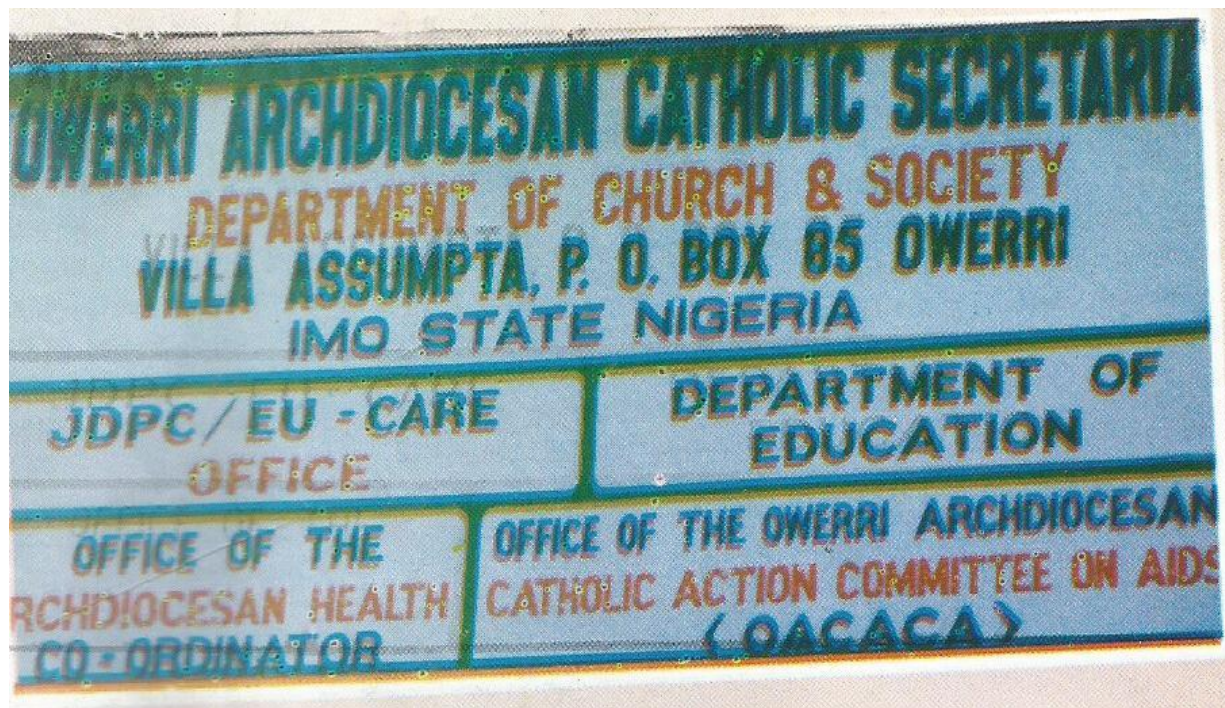 OWERRI ARCHDIOCESAN CATHOLIC SECRETARIA
DEPARTMENT OF CHURCH & SOCIETY
VILLA ASSUMPTA, P. O. BOX 85 OWERRI
IMO STATE NIGERIA
JDPC/EU-CARE
OFFICE
DEPARTMENT OF
EDUCATION
OFFICE OF THE
RCHDIOCESAN HEALTH
CO-ORDINATOR
OFFICE OF THE OWERRI ARCHDIOCESAN
CATHOLIC ACTION COMMITTEE ON AIDS
<OACACA>